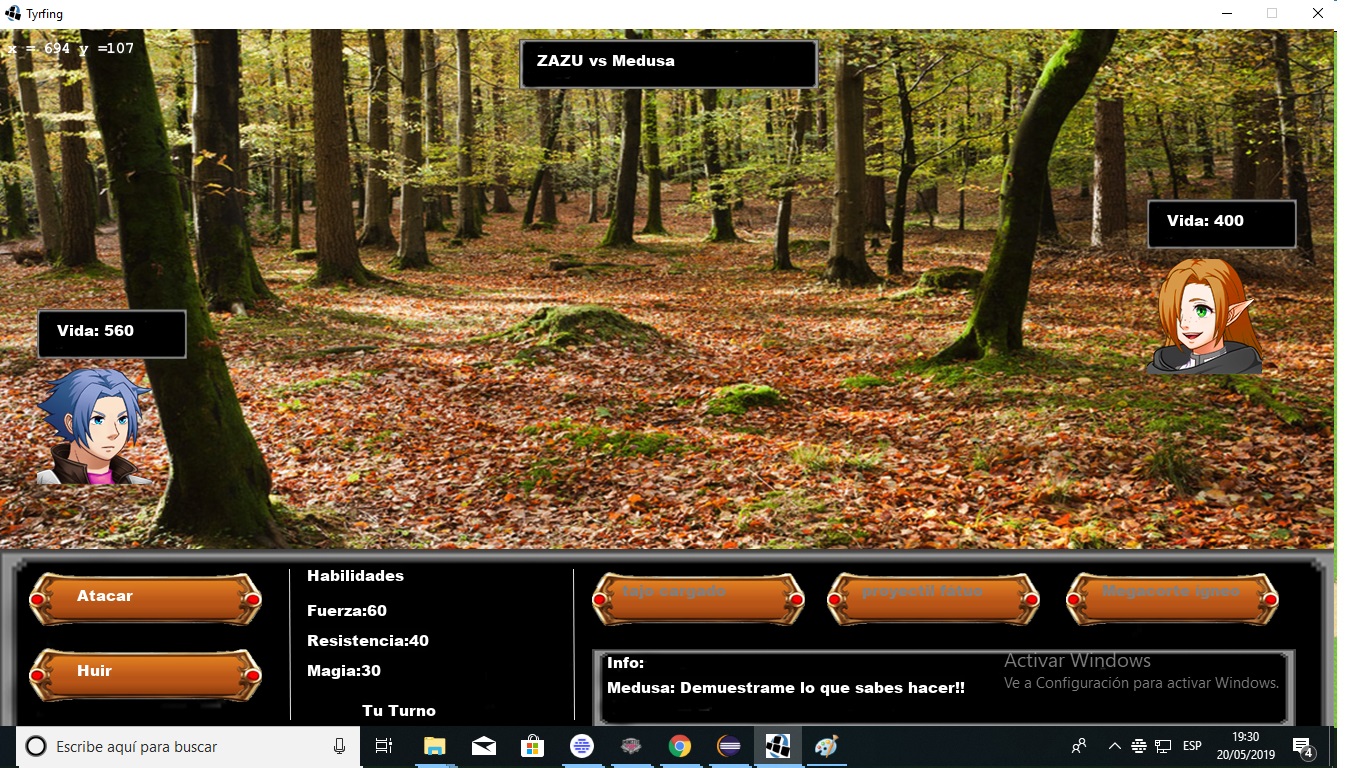 Tyrfing
x = 694 y =107
ZAZU vs Medusa
Vida: 400
Vida: 560
Atacar
Huir
Habilidades
Fuerza:60
Resistencia:40
Magia:30
Tu Turno
tajo cargado
proyectil fatuo
Megacorte igneo
Info:
Medusa: Demuestrame lo que sabes hacer!!
Activar Windows
Ve a Configuración para activar Windows.
Escribe aquí para buscar
ESP
19:30
20/05/2019
4